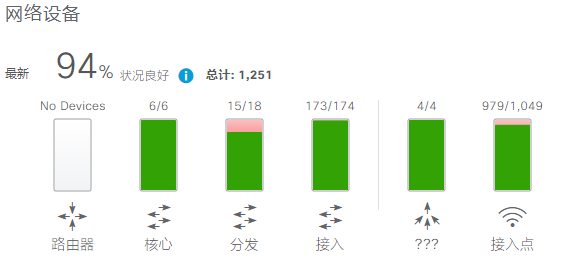 网络设备
最新 94% 状况良好 i 总计: 1,251
No Devices 6/6 15/18 173/174 4/4 979/1,049
路由器 核心 分发 接入 ??? 接入点